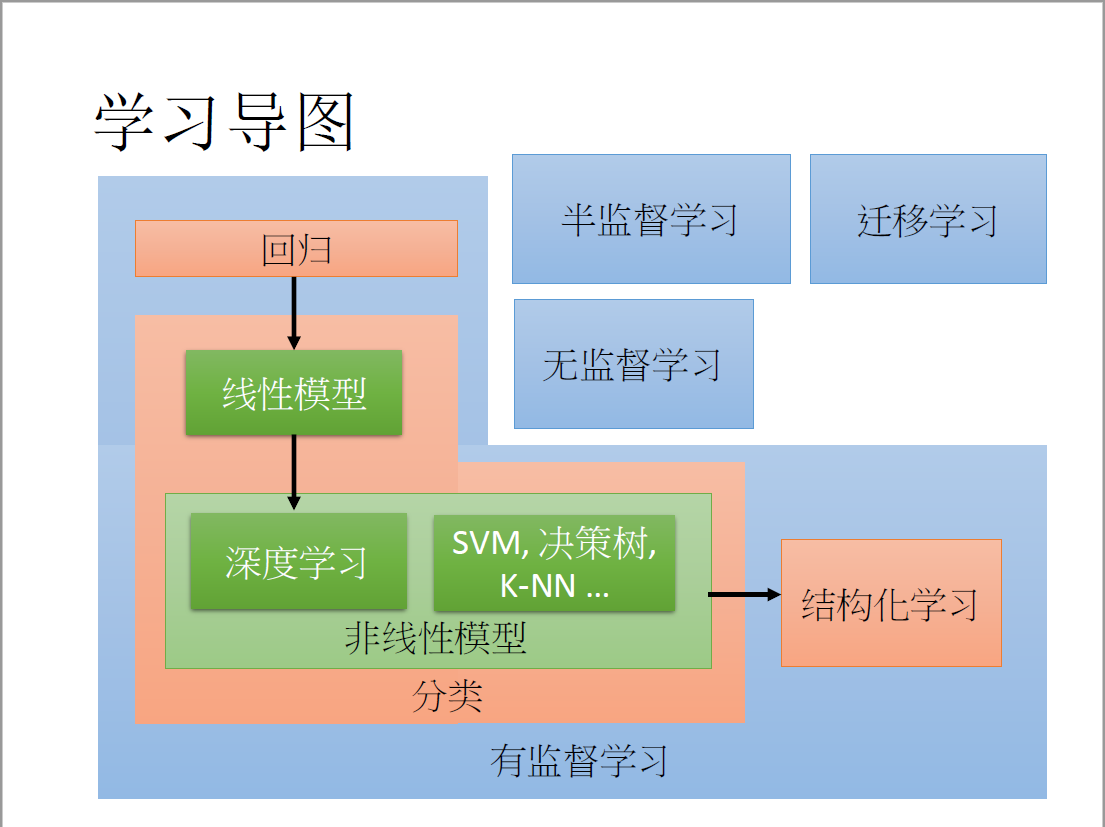 学习导图
半监督学习
迁移学习
回归
无监督学习
线性模型
深度学习
SVM, 决策树,
K-NN ...
非线性模型
结构化学习
分类
有监督学习